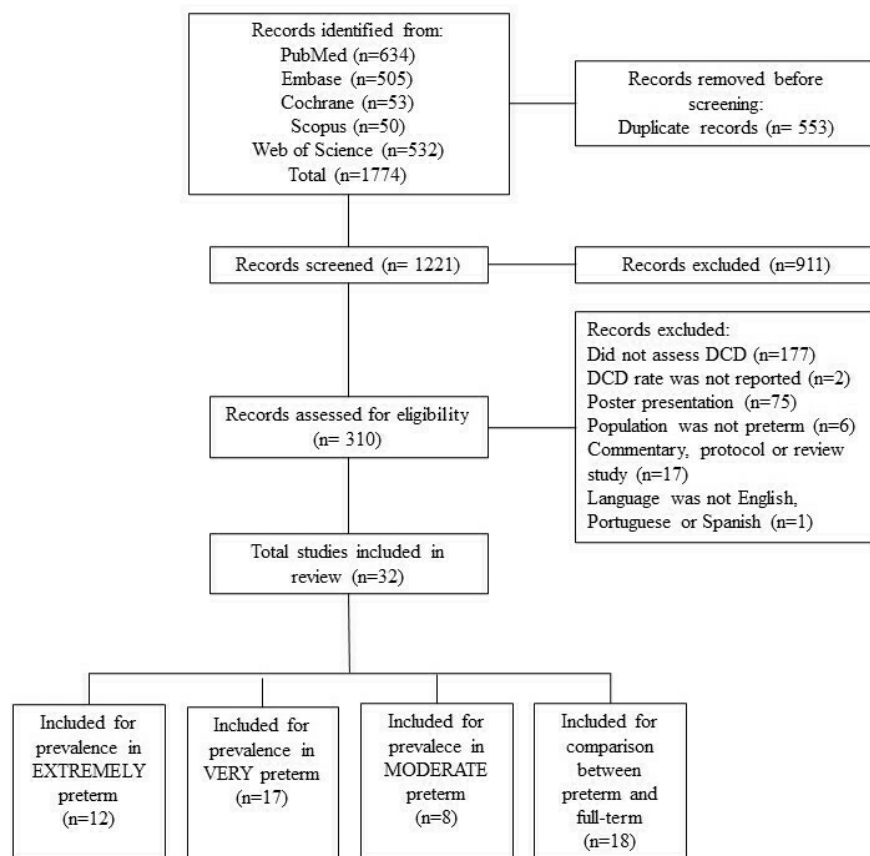 Records identified from:
PubMed (n=634)
Embase (n=505)
Cochrane (n=53)
Scopus (n=50)
Web of Science (n=532)
Total (n=1774)
Records removed before
screening:
Duplicate records (n= 553)
Records screened (n= 1221)
Records excluded (n=911)
Records assessed for eligibility
(n= 310)
Records excluded:
Did not assess DCD (n=177)
DCD rate was not reported (n=2)
Poster presentation (n=75)
Population was not preterm (n=6)
Commentary, protocol or review
study (n=17)
Language was not English,
Portuguese or Spanish (n=1)
Total studies included in
review (n=32)
Included for
prevalence in
EXTREMELY
preterm
(n=12)
Included for
prevalence in
VERY preterm
(n=17)
Included for
prevalece in
MODERATE
preterm
(n=8)
Included for
comparison
between
preterm and
full-term
(n=18)